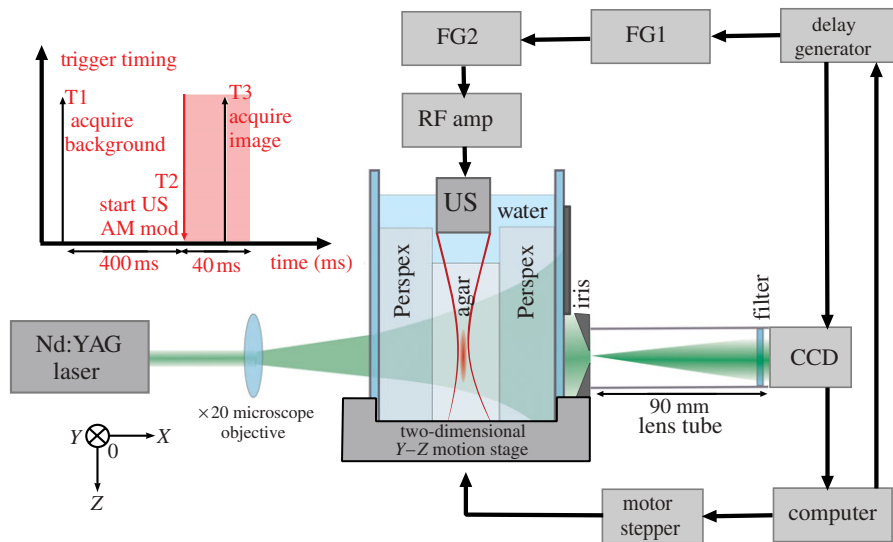 trigger timing
T1
acquire
background
T2
start US
AM mod
T3
acquire
image
400 ms
40 ms
time (ms)
FG2
FG1
delay
generator
RF amp
US
water
Perspex
agar
Perspex
iris
filter
Nd:YAG
laser
×20 microscope
objective
CCD
90 mm
lens tube
two-dimensional
Y–Z motion stage
Y
0
X
Z
motor
stepper
computer